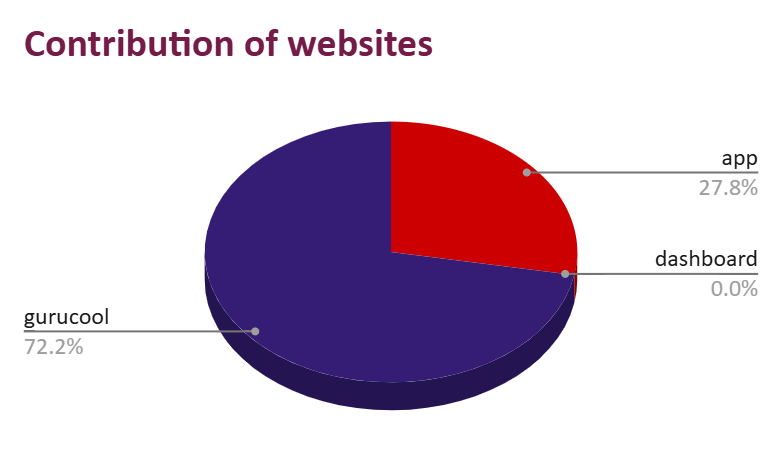 Contribution of websites
app
27.8%
dashboard
0.0%
gurucool
72.2%